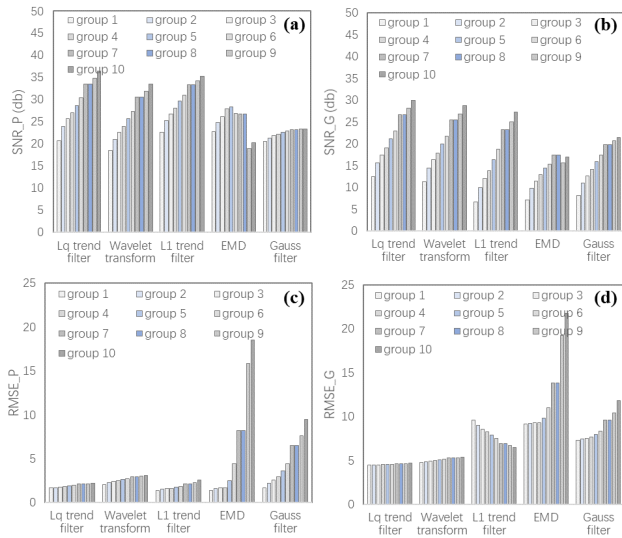 (a)
SNR_P (db)
50
45
40
35
30
25
20
15
10
5
0
group 1 group 2 group 3
group 4 group 5 group 6
group 7 group 8 group 9
group 10
Lq trend filter
Wavelet transform
L1 trend filter
EMD
Gauss filter
(b)
SNR_G (db)
50
45
40
35
30
25
20
15
10
5
0
group 1 group 2 group 3
group 4 group 5 group 6
group 7 group 8 group 9
group 10
Lq trend filter
Wavelet transform
L1 trend filter
EMD
Gauss filter
(c)
RMSE_P
25
20
15
10
5
0
group 1 group 2 group 3
group 4 group 5 group 6
group 7 group 8 group 9
group 10
Lq trend filter
Wavelet transform
L1 trend filter
EMD
Gauss filter
(d)
RMSE_G
25
20
15
10
5
0
group 1 group 2 group 3
group 4 group 5 group 6
group 7 group 8 group 9
group 10
Lq trend filter
Wavelet transform
L1 trend filter
EMD
Gauss filter